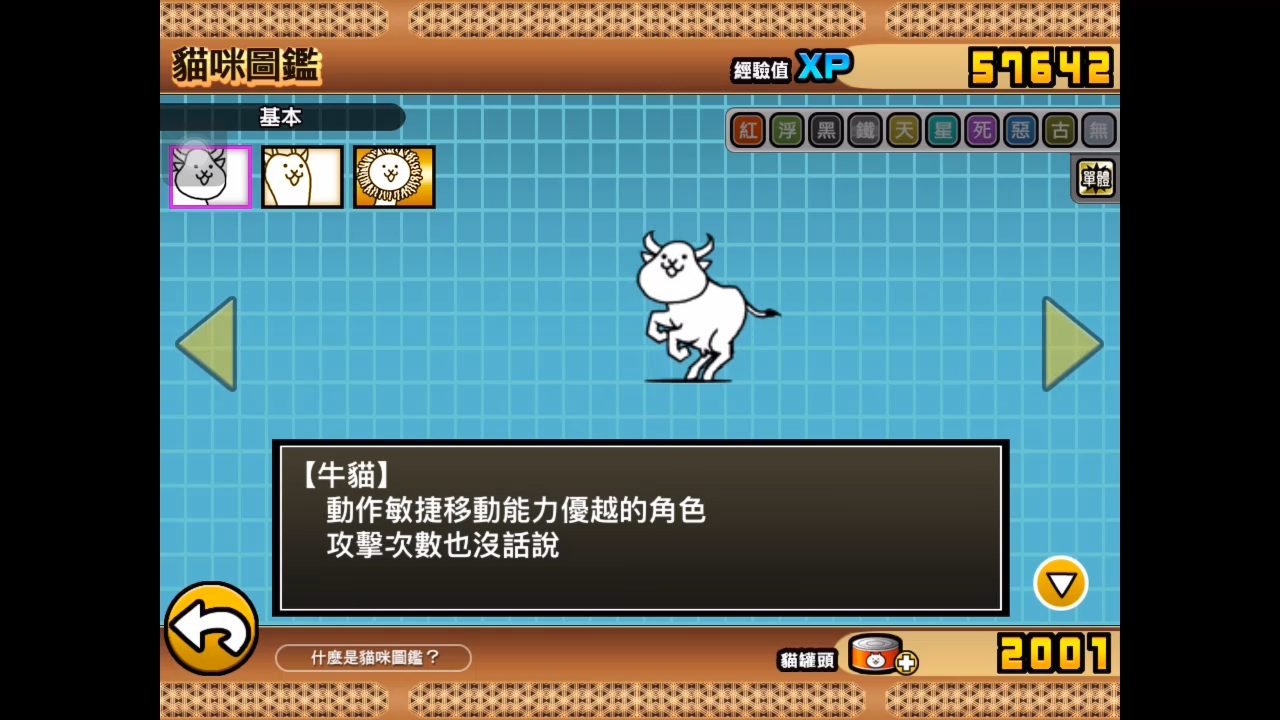 貓咪圖鑑
經驗值 XP 57642
基本
紅 浮 黑 鐵 天 星 死 惡 古 無
單體
【牛貓】
動作敏捷移動能力優越的角色
攻擊次數也沒話說
什麼是貓咪圖鑑？
貓罐頭 2001